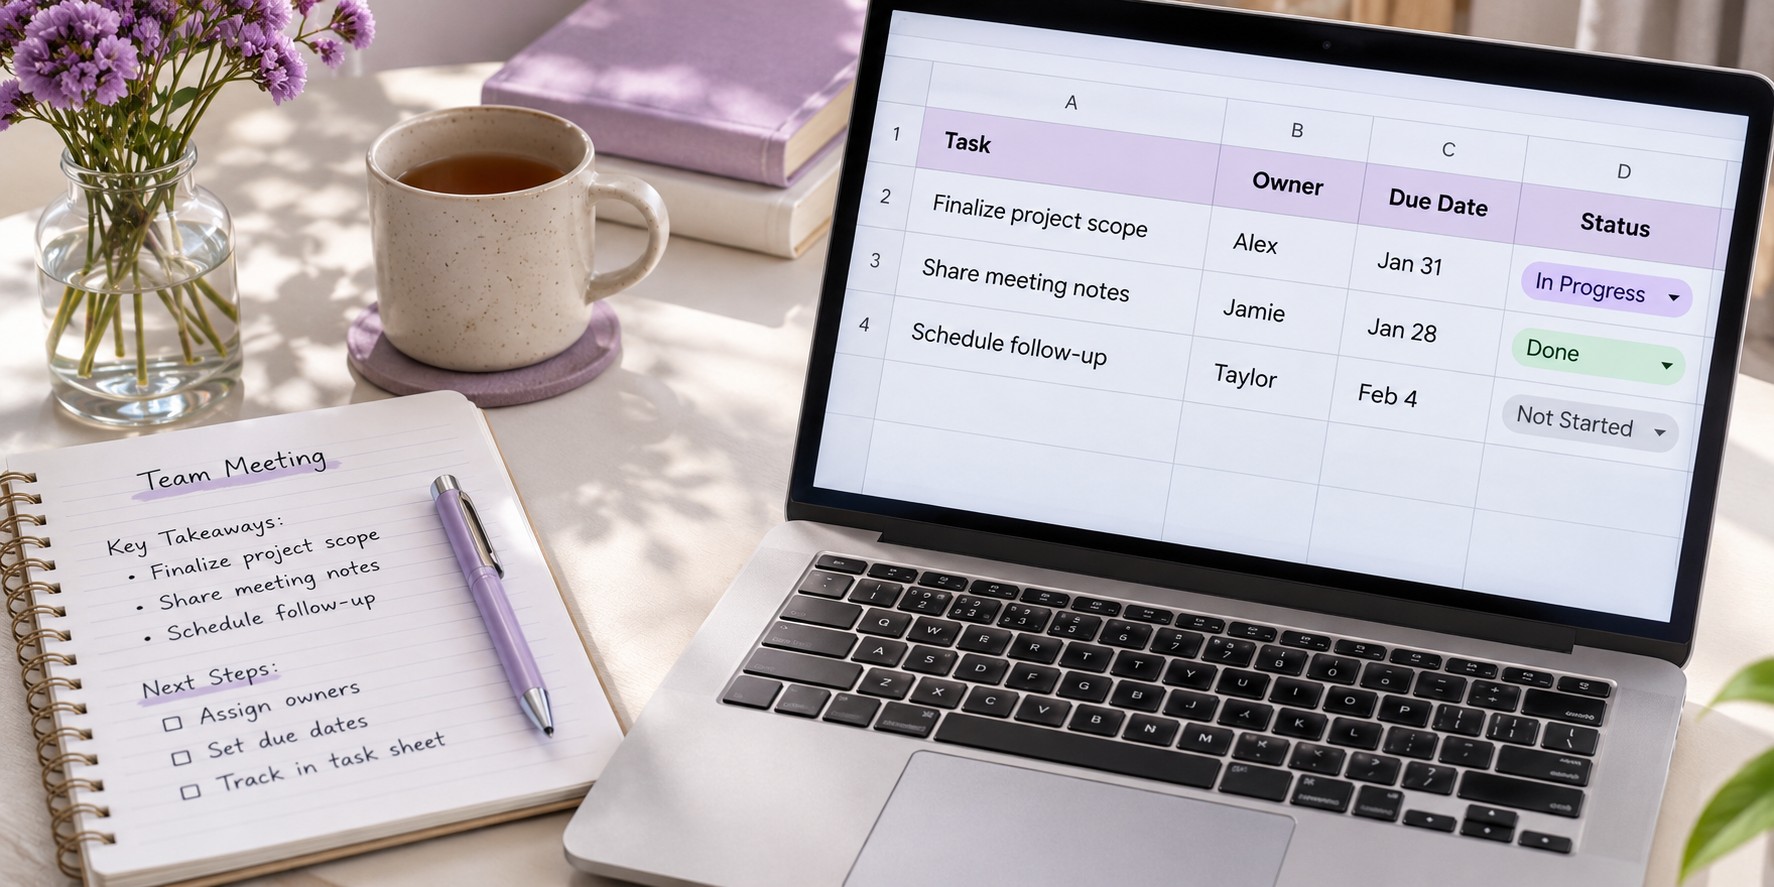 Team Meeting
Key Takeaways:
• Finalize project scope
• Share meeting notes
• Schedule follow-up
Next Steps:
☐ Assign owners
☐ Set due dates
☐ Track in task sheet
A B C D
1 Task Owner Due Date Status
2 Finalize project scope Alex Jan 31 In Progress
3 Share meeting notes Jamie Jan 28 Done
4 Schedule follow-up Taylor Feb 4 Not Started
Q W E R T T Y U I O P
A S D F G B J K L
Z X C V B N M